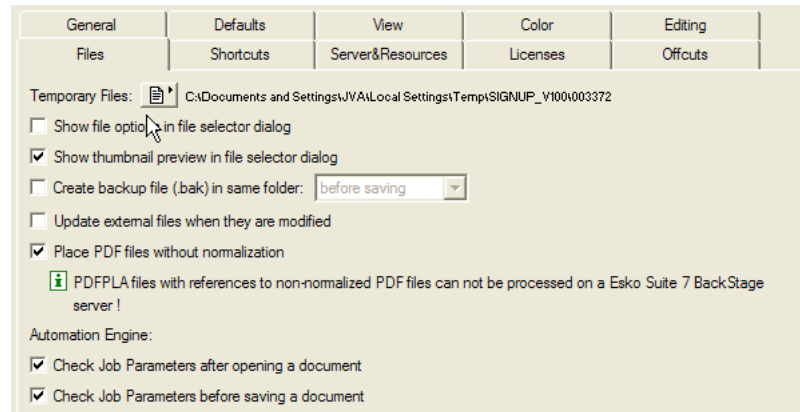 General Defaults View Color Editing
Files Shortcuts Server&Resources Licenses Offcuts
Temporary Files: C:\Documents and Settings\JVA\Local Settings\Temp\SIGNUP_V100\003372
Show file options in file selector dialog
Show thumbnail preview in file selector dialog
Create backup file (.bak) in same folder: before saving
Update external files when they are modified
Place PDF files without normalization
PDFPLA files with references to non-normalized PDF files can not be processed on a Esko Suite 7 BackStage
server !
Automation Engine:
Check Job Parameters after opening a document
Check Job Parameters before saving a document